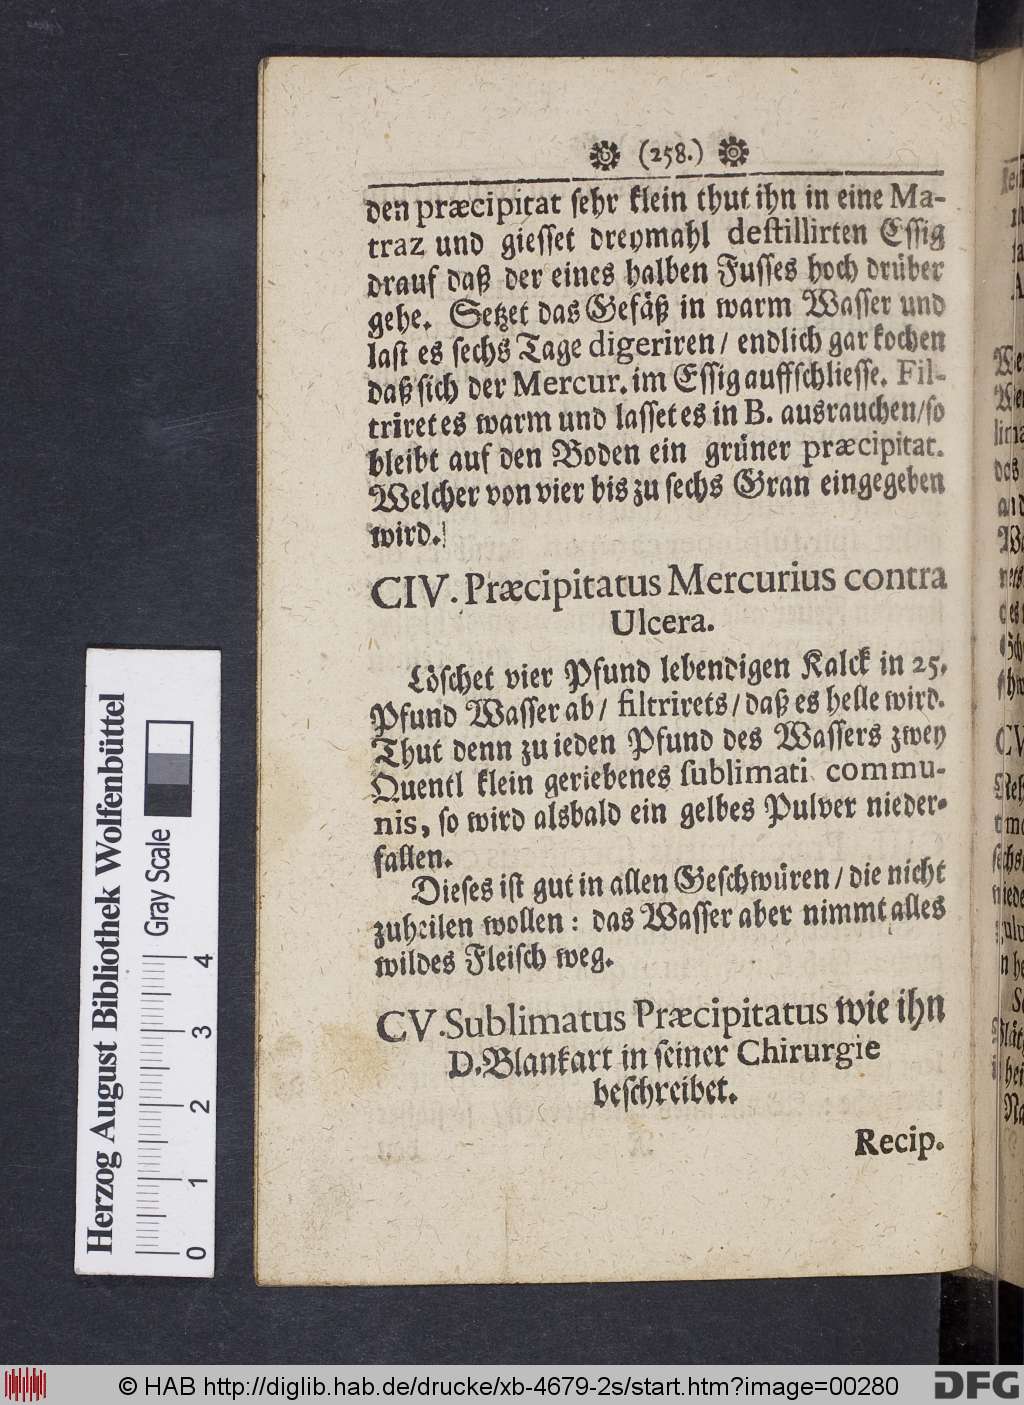 (258.)
den præcipitat sehr klein thut ihn in eine Ma-
traz und giesset dreymahl destillirten Essig
drauf daß der eines halben Fusses hoch drüber
gehe. Setzet das Gefäß in warm Wasser und
last es sechs Tage digeriren / endlich gar kochen
daß sich der Mercur. im Essig auffschliesse. Fil-
triret es warm und lasset es in B. ausrauchen/so
bleibt auf den Boden ein grüner præcipitat.
Welcher von vier bis zu sechs Gran eingegeben
wird.
CIV. Præcipitatus Mercurius contra
Ulcera.
Löschet vier Pfund lebendigen Kalck in 25.
Pfund Wasser ab/ filtrirets/daß es helle wird.
Thut denn zu ieden Pfund des Wassers zwey
Quentl klein geriebenes sublimati commu-
nis, so wird alsbald ein gelbes Pulver nieder-
fallen.
Dieses ist gut in allen Geschwüren / die nicht
zuheilen wollen: das Wasser aber nimmt alles
wildes Fleisch weg.
CV. Sublimatus Præcipitatus wie ihn
D. Blankart in seiner Chirurgie
beschreibet.
Recip.
Herzog August Bibliothek Wolfenbüttel
Gray Scale
0 1 2 3 4
© HAB http://diglib.hab.de/drucke/xb-4679-2s/start.htm?image=00280
DFG